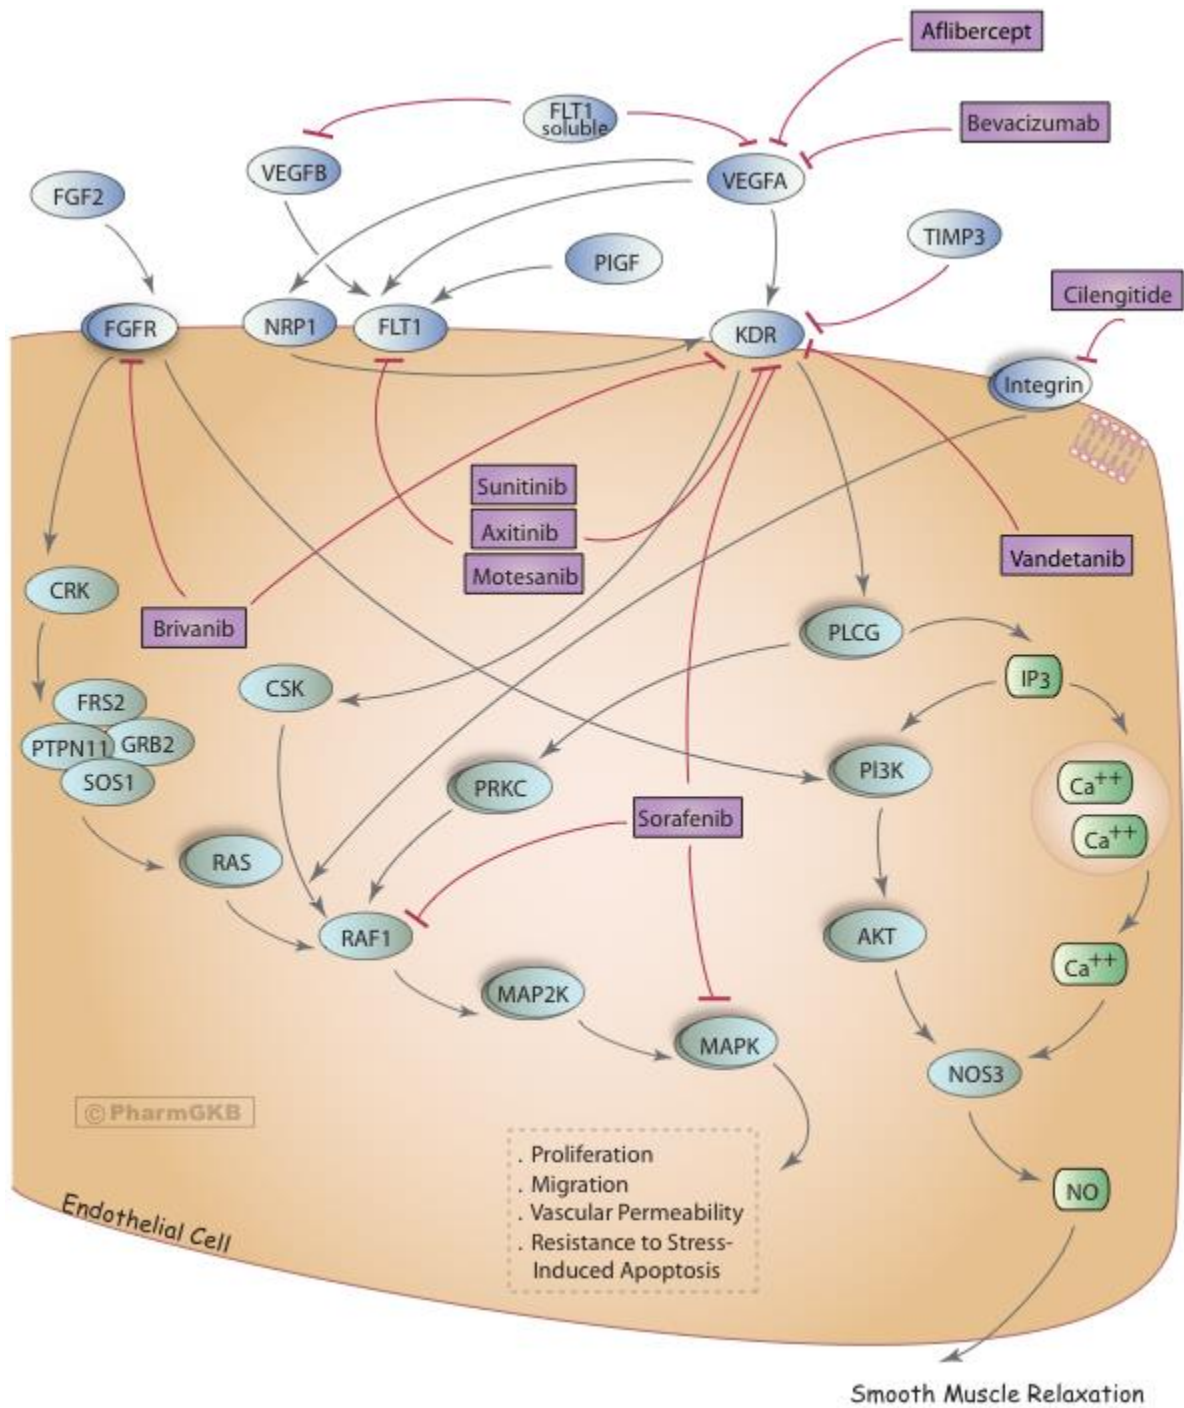 Aflibercept
FLT1
soluble
Bevacizumab
VEGFB
VEGFA
FGF2
TIMP3
PIGF
Cilengitide
FGFR
NRP1
FLT1
KDR
Integrin
Sunitinib
Axitinib
Motesanib
Vandetanib
CRK
Brivanib
PLCG
CSK
IP3
FRS2
PTPN11
GRB2
SOS1
PI3K
PRKC
Ca++
Ca++
Sorafenib
RAS
RAF1
AKT
Ca++
MAP2K
MAPK
NOS3
© PharmGKB
. Proliferation
. Migration
. Vascular Permeability
. Resistance to Stress-
Induced Apoptosis
NO
Endothelial Cell
Smooth Muscle Relaxation